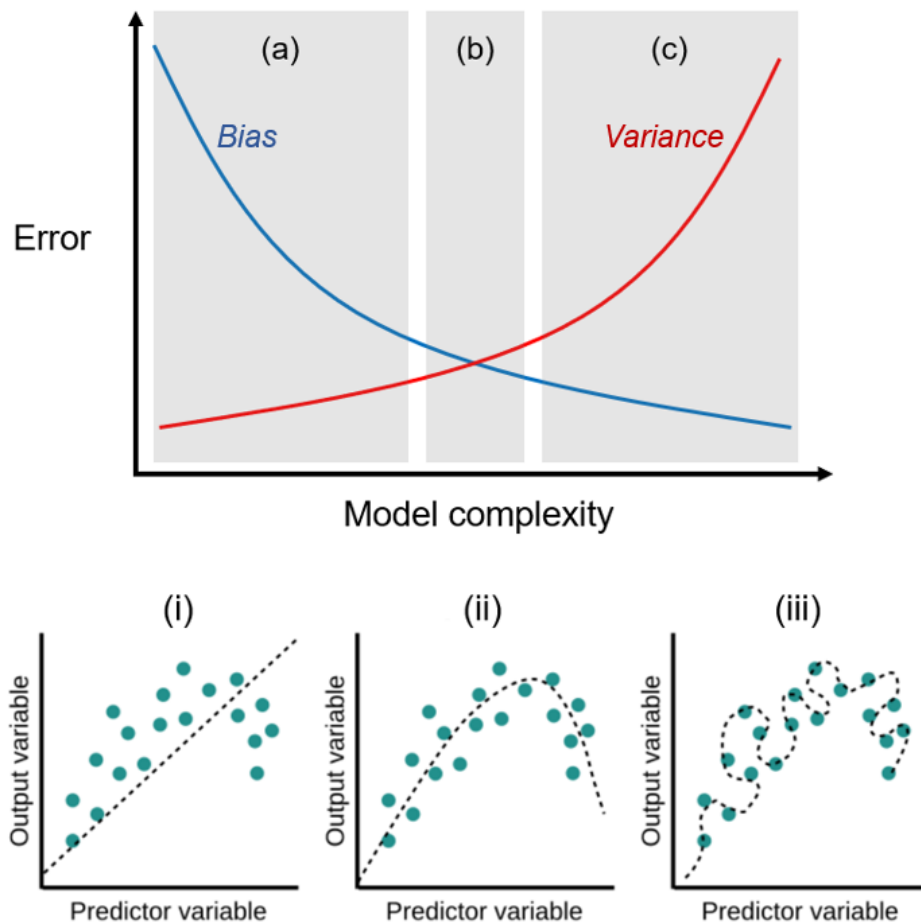 (a)
(b)
(c)
Bias
Variance
Error
Model complexity
(i)
(ii)
(iii)
Output variable
Output variable
Output variable
Predictor variable
Predictor variable
Predictor variable